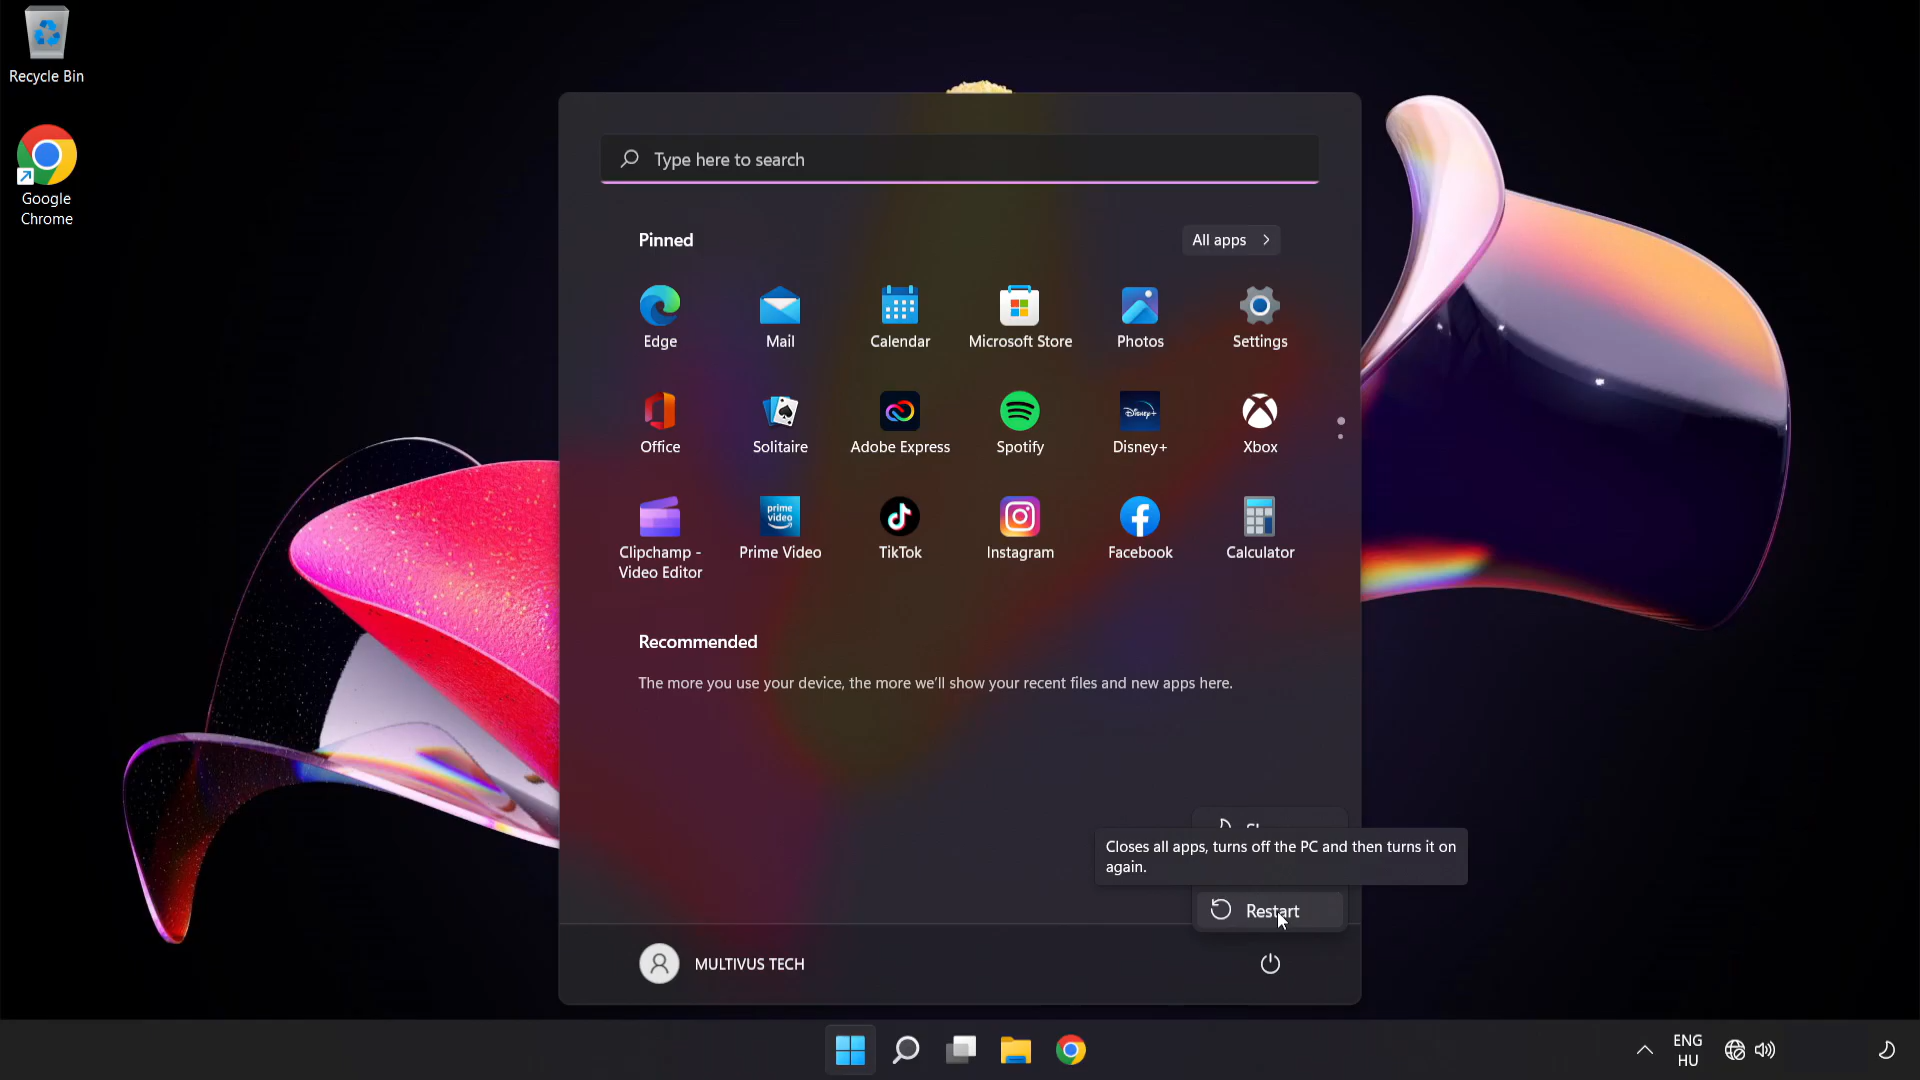 Recycle Bin
Google
Chrome
Type here to search
Pinned
All apps
Edge
Mail
Calendar
Microsoft Store
Photos
Settings
Office
Solitaire
Adobe Express
Spotify
Disney+
Disney+
Xbox
prime
video
Clipchamp -
Video Editor
Prime Video
TikTok
Instagram
Facebook
Calculator
Recommended
The more you use your device, the more we'll show your recent files and new apps here.
Closes all apps, turns off the PC and then turns it on
again.
Restart
MULTIVUS TECH
ENG
HU